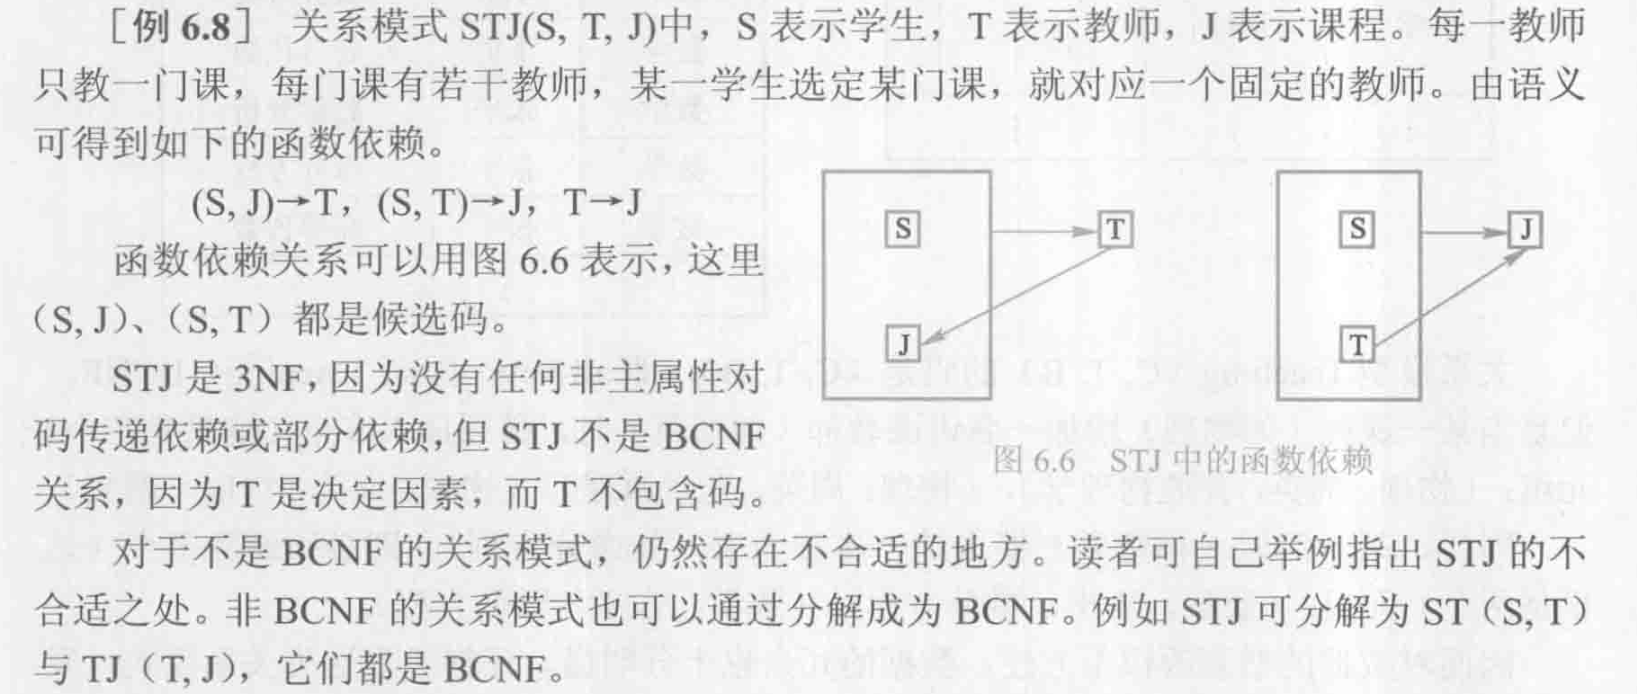 ［例 6.8］ 关系模式 STJ(S, T, J)中，S 表示学生，T 表示教师，J 表示课程。每一教师
只教一门课，每门课有若干教师，某一学生选定某门课，就对应一个固定的教师。由语义
可得到如下的函数依赖。
(S, J)→T，(S, T)→J，T→J
函数依赖关系可以用图 6.6 表示，这里
（S, J）、（S, T）都是候选码。
STJ 是 3NF，因为没有任何非主属性对
码传递依赖或部分依赖，但 STJ 不是 BCNF
关系，因为 T 是决定因素，而 T 不包含码。
S
T
J
S
J
T
图 6.6 STJ 中的函数依赖
对于不是 BCNF 的关系模式，仍然存在不合适的地方。读者可自己举例指出 STJ 的不
合适之处。非 BCNF 的关系模式也可以通过分解成为 BCNF。例如 STJ 可分解为 ST（S, T）
与 TJ（T, J），它们都是 BCNF。